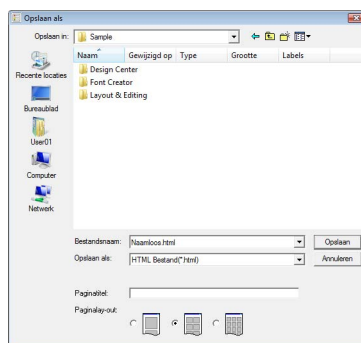 Opslaan als
Opslaan in: Sample
Naam Gewijzigd op Type Grootte Labels
Design Center
Font Creator
Layout & Editing
Recente locaties
Bureaublad
User01
Computer
Netwerk
Bestandsnaam: Naamloos.html Opslaan
Opslaan als: HTML Bestand(*.html) Annuleren
Paginatitel:
Paginalay-out: